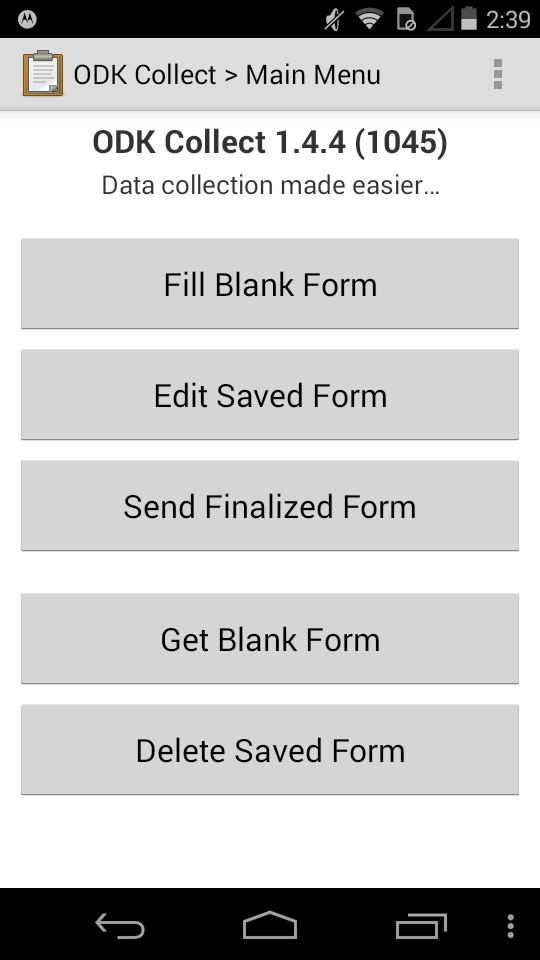 2:39
ODK Collect > Main Menu
ODK Collect 1.4.4 (1045)
Data collection made easier...
Fill Blank Form
Edit Saved Form
Send Finalized Form
Get Blank Form
Delete Saved Form